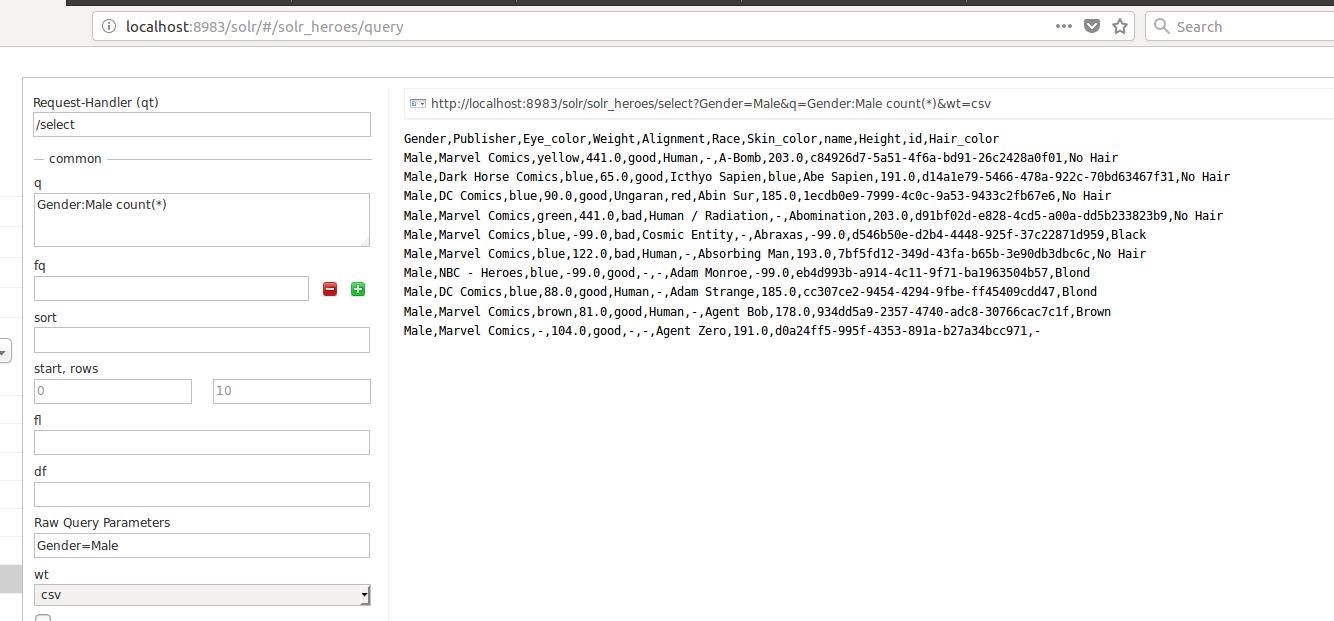 localhost:8983/solr/#/solr_heroes/query
Search
Request-Handler (qt)
/select
common
q
Gender:Male count(*)
fq
sort
start, rows
0 10
fl
df
Raw Query Parameters
Gender=Male
wt
csv
http://localhost:8983/solr/solr_heroes/select?Gender=Male&q=Gender:Male count(*)&wt=csv
Gender,Publisher,Eye_color,Weight,Alignment,Race,Skin_color,name,Height,id,Hair_color
Male,Marvel Comics,yellow,441.0,good,Human,-,A-Bomb,203.0,c84926d7-5a51-4f6a-bd91-26c2428a0f01,No Hair
Male,Dark Horse Comics,blue,65.0,good,Icthyo Sapien,blue,Abe Sapien,191.0,d14a1e79-5466-478a-922c-70bd63467f31,No Hair
Male,DC Comics,blue,90.0,good,Ungaran,red,Abin Sur,185.0,1ecdb0e9-7999-4c0c-9a53-9433c2fb67e6,No Hair
Male,Marvel Comics,green,441.0,bad,Human / Radiation,-,Abomination,203.0,d91bf02d-e828-4cd5-a00a-dd5b233823b9,No Hair
Male,Marvel Comics,blue,-99.0,bad,Cosmic Entity,-,Abraxas,-99.0,d546b50e-d2b4-4448-925f-37c22871d959,Black
Male,Marvel Comics,blue,122.0,bad,Human,-,Absorbing Man,193.0,7bf5fd12-349d-43fa-b65b-3e90db3dbc6c,No Hair
Male,NBC - Heroes,blue,-99.0,good,-,-,Adam Monroe,-99.0,eb4d993b-a914-4c11-9f71-ba1963504b57,Blond
Male,DC Comics,blue,88.0,good,Human,-,Adam Strange,185.0,cc307ce2-9454-4294-9fbe-ff45409cdd47,Blond
Male,Marvel Comics,brown,81.0,good,Human,-,Agent Bob,178.0,934dd5a9-2357-4740-adc8-30766cac7c1f,Brown
Male,Marvel Comics,-,104.0,good,-,-,Agent Zero,191.0,d0a24ff5-995f-4353-891a-b27a34bcc971,-